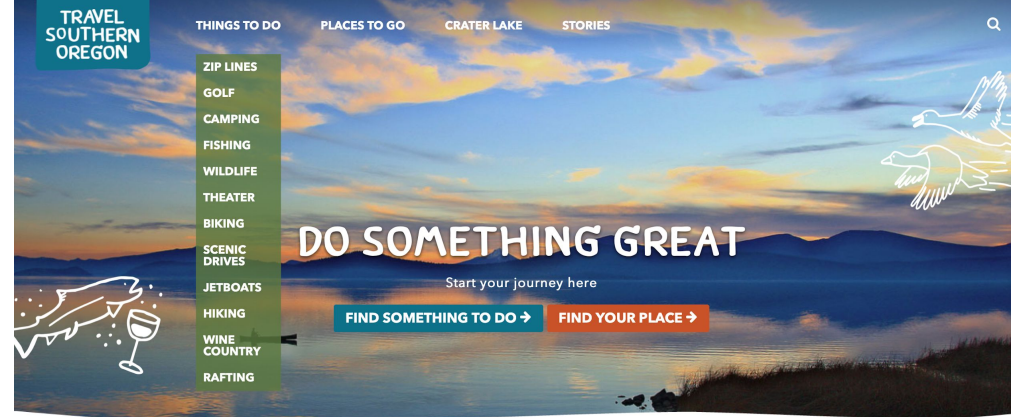 TRAVEL
SOUTHERN
OREGON
THINGS TO DO
PLACES TO GO
CRATER LAKE
STORIES
ZIP LINES
GOLF
CAMPING
FISHING
WILDLIFE
THEATER
BIKING
SCENIC
DRIVES
JETBOATS
HIKING
WINE
COUNTRY
RAFTING
DO SOMETHING GREAT
Start your journey here
FIND SOMETHING TO DO →
FIND YOUR PLACE →